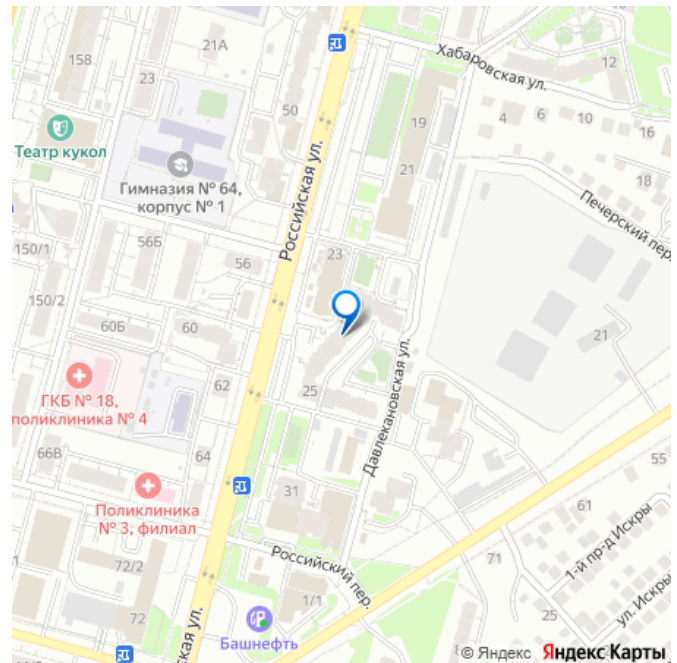 21А
158
23
50
Хабаровская ул.
12
4
6
10
16
18
19
21
Театр кукол
Гимназия № 64,
корпус № 1
Российская ул.
Печерский пер.
150/1
56Б
56
23
150/2
60Б
60
21
ГКБ № 18,
поликлиника № 4
62
25
Давлекановская ул.
66В
64
31
55
61
Поликлиника
№ 3, филиал
72/2
72
Российский пер.
1/1
71
1-й пр-д Искры
25
ул. Искры
ская ул.
Башнефть
© Яндекс Яндекс Карты